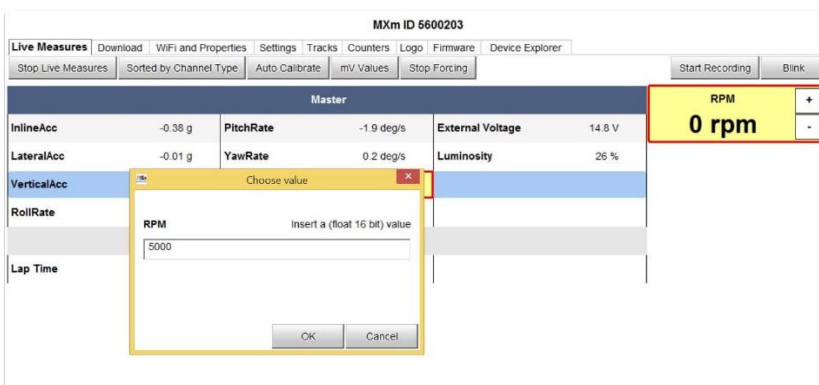 MXm ID 5600203
Live Measures Download WiFi and Properties Settings Tracks Counters Logo Firmware Device Explorer
Stop Live Measures Sorted by Channel Type Auto Calibrate mV Values Stop Forcing Start Recording Blink
Master
RPM +
0 rpm -
InlineAcc -0.38 g PitchRate -1.9 deg/s External Voltage 14.8 V
LateralAcc -0.01 g YawRate 0.2 deg/s Luminosity 26 %
VerticalAcc
RollRate
Lap Time
Choose value
RPM Insert a (float 16 bit) value
5000
OK Cancel